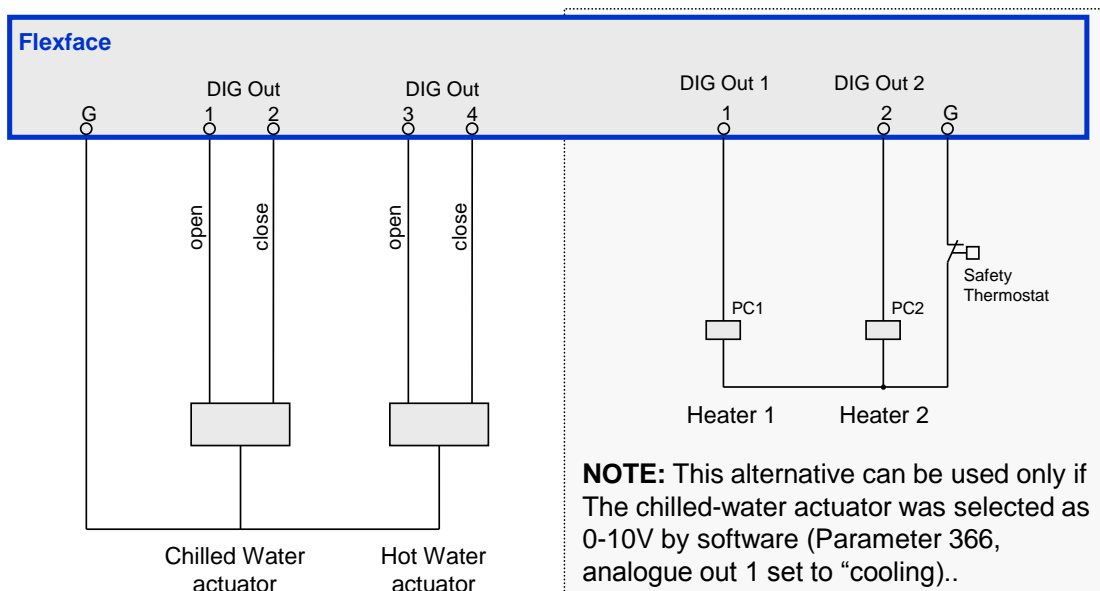 Flexface
DIG Out
DIG Out
DIG Out 1
DIG Out 2
G
1
2
3
4
1
2
G
open
close
open
close
Safety
Thermostat
PC1
PC2
Heater 1
Heater 2
NOTE: This alternative can be used only if
The chilled-water actuator was selected as
0-10V by software (Parameter 366,
analogue out 1 set to “cooling)..
Chilled Water
actuator
Hot Water
actuator